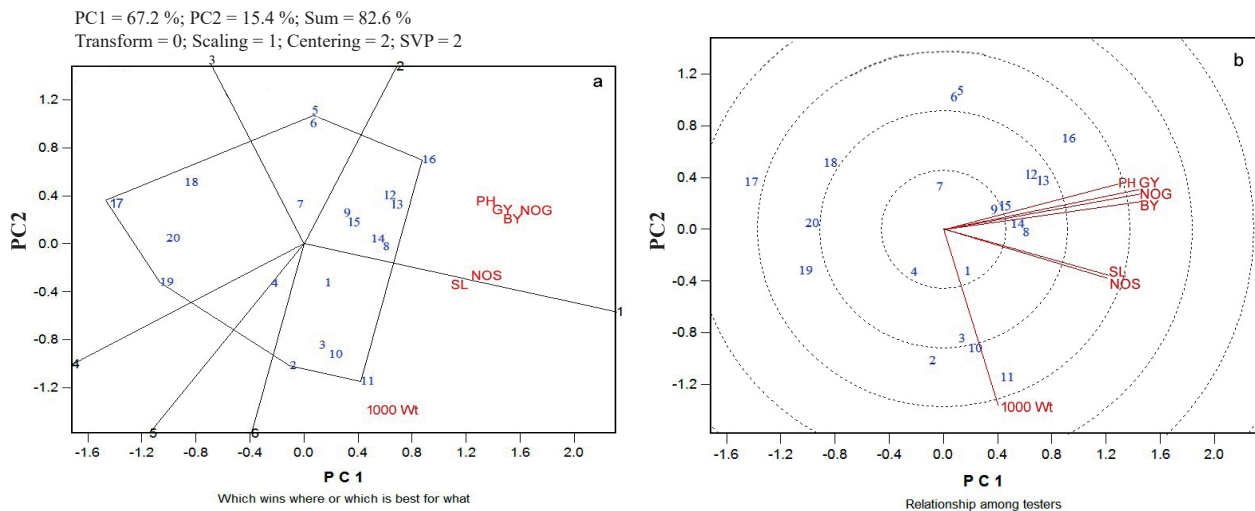 PC1 = 67.2 %; PC2 = 15.4 %; Sum = 82.6 %
Transform = 0; Scaling = 1; Centering = 2; SVP = 2
a
3
2
1.2
5
6
0.8
16
18
12
0.4
17
7
13
9
15
PH
GY
NOG
BY
PC2
20
14
0.0
8
19
4
1
NOS
SL
-0.4
1
3
10
-0.8
4
2
11
-1.2
1000 Wt
5
6
-1.6 -0.8 0.0 0.4 0.8 1.2 1.6 2.0
P C 1
Which wins where or which is best for what
b
1.2
6 5
0.8
16
18
12
13
0.4
17
7
PH GY
NOG
BY
9
15
PC2
20
14
8
0.0
19
4
1
SL
NOS
-0.4
3
10
-0.8
2
11
-1.2
1000 Wt
-1.6 -1.2 -0.8 -0.4 0.0 0.4 0.8 1.2 1.6 2.0
P C 1
Relationship among testers